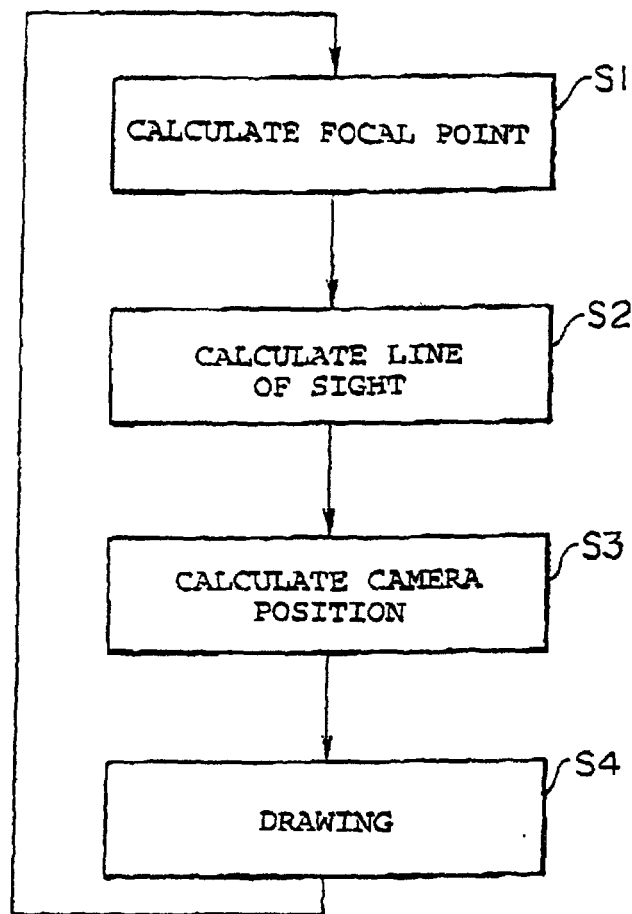 S1
CALCULATE FOCAL POINT
S2
CALCULATE LINE
OF SIGHT
S3
CALCULATE CAMERA
POSITION
S4
DRAWING